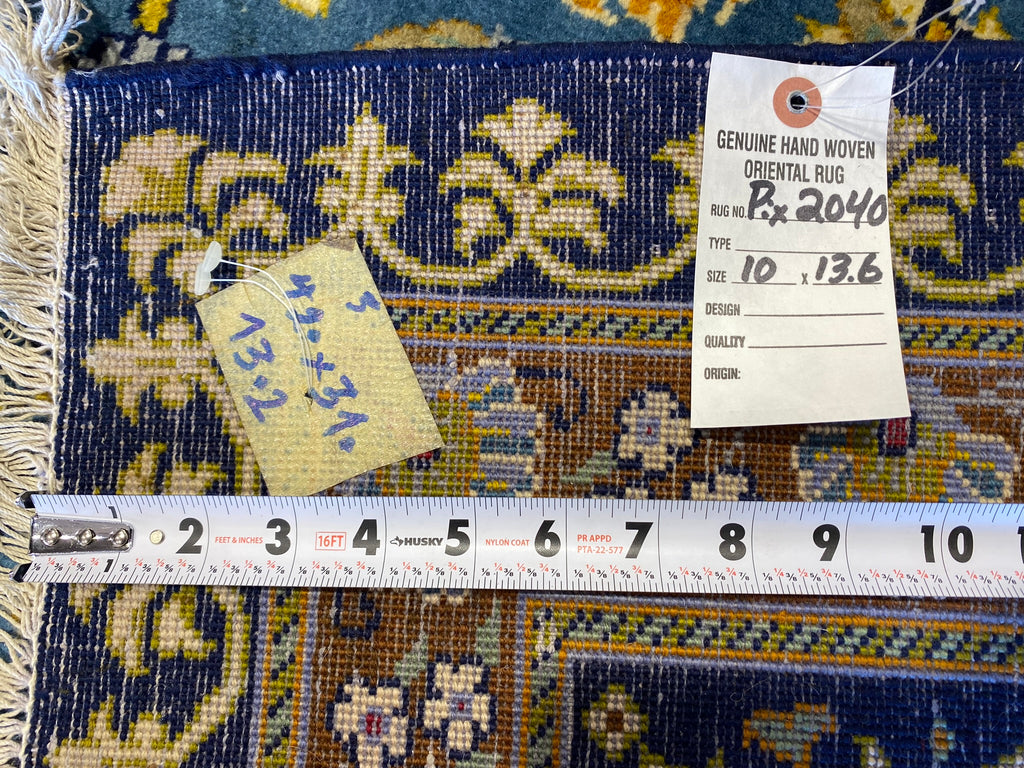 GENUINE HAND WOVEN
ORIENTAL RUG
RUG NO. P.x 2040
TYPE
SIZE 10 x 13.6
DESIGN
QUALITY
ORIGIN:
3
13.2
1 2 FEET & INCHES 3 16FT 4 HUSKY 5 NYLON COAT 6 PR APPD 7 8 9 10
PTA-22-577
1